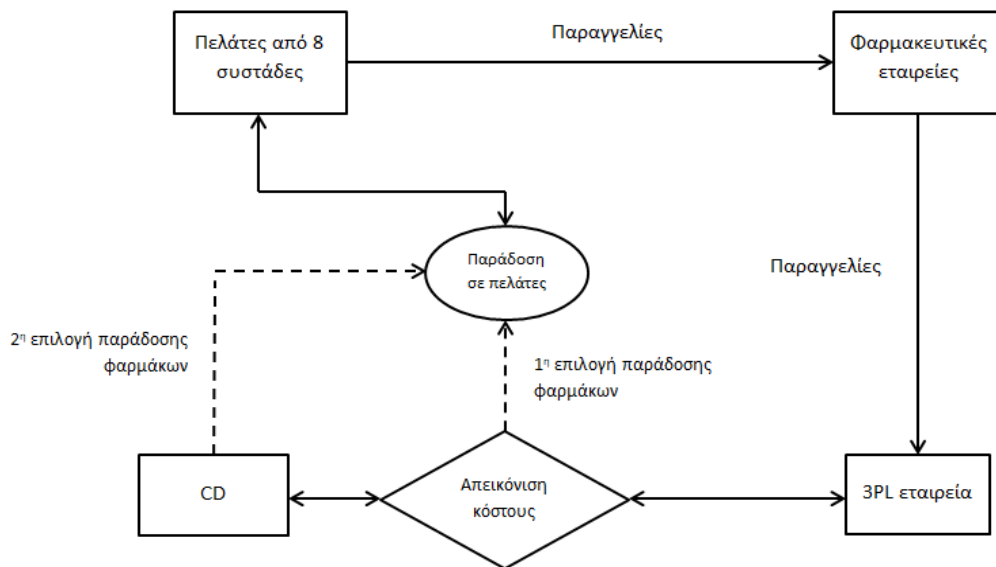 Πελάτες από 8
συστάδες
Παραγγελίες
Φαρμακευτικές
εταιρείες
Παράδοση
σε πελάτες
Παραγγελίες
2η επιλογή παράδοσης
φαρμάκων
1η επιλογή παράδοσης
φαρμάκων
CD
Απεικόνιση
κόστους
3PL εταιρεία